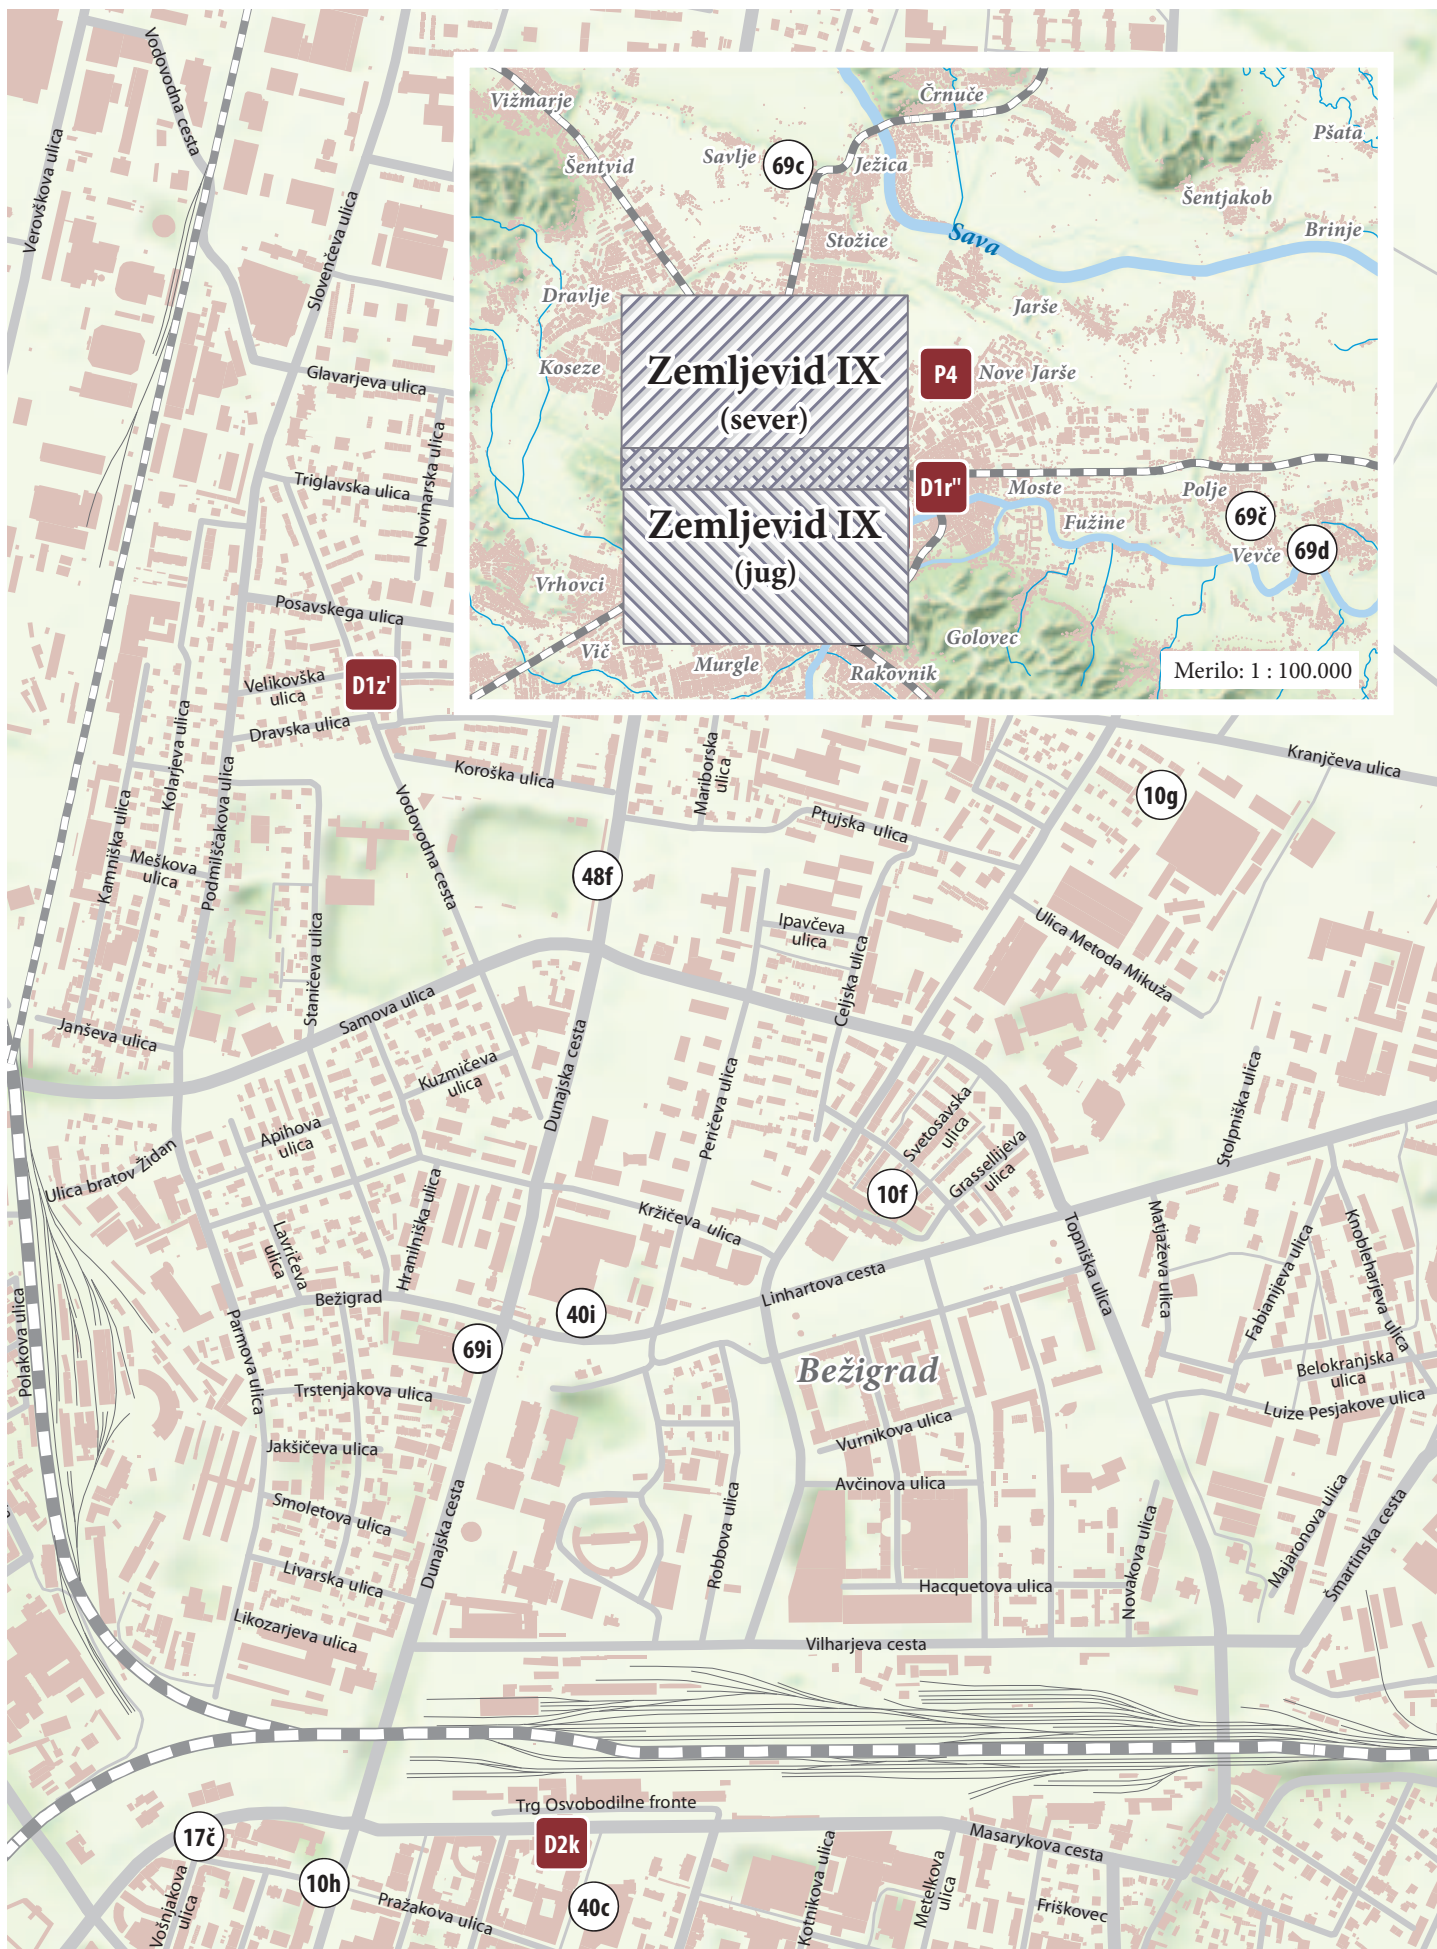 Vodovodna cesta
Verovškova ulica
Slovenčeva ulica
Glavarjeva ulica
Triglavska ulica
Novinarska ulica
Posavskega ulica
Velikovška
ulica
D1z'
Dravska ulica
Koroška ulica
Kolarjeva ulica
Kamniška ulica
Meškova
ulica
Podmilščakova ulica
Vodovodna cesta
Staničeva ulica
Janševa ulica
Samova ulica
Vižmarje
Črnuče
Pšata
Šentvid
Savlje
69c
Ježica
Šentjakob
Stožice
Sava
Brinje
Dravlje
Jarše
Koseze
Zemljevid IX
(sever)
P4
Nove Jarše
D1r"
Moste
Polje
Fužine
69č
Zemljevid IX
(jug)
Vevče
69d
Vrhovci
Golovec
Vič
Murgle
Rakovnik
Merilo: 1 : 100.000
Mariborska
ulica
Kranjčeva ulica
10g
Ptujska ulica
48f
Ipavčeva
ulica
Celjska ulica
Ulica Metoda Mikuža
Kuzmičeva
ulica
Dunajska cesta
Peričeva ulica
Svetosavska
ulica
Grassellijeva
ulica
Stolpniška ulica
Apihova
ulica
Ulica bratov Židan
10f
Hranilniška ulica
Lavričeva
ulica
Kržičeva ulica
Topniška ulica
Matjaževa ulica
Fabianijeva ulica
Knobleharjeva ulica
Linhartova cesta
Bežigrad
40i
69i
Polakova ulica
Parmova ulica
Bežigrad
Belokranjska
ulica
Luize Pesjakove ulica
Trstenjakova ulica
Vurnikova ulica
Jakšičeva ulica
Avčinova ulica
Smoletova ulica
Dunajska cesta
Robbova ulica
Novakova ulica
Majaronova ulica
Šmartinska cesta
Livarska ulica
Hacquetova ulica
Likozarjeva ulica
Vilharjeva cesta
Trg Osvobodilne fronte
17č
D2k
Masarykova cesta
10h
Vošnjakova
ulica
Pražakova ulica
40c
Kotnikova ulica
Metelkova
ulica
Friškovec